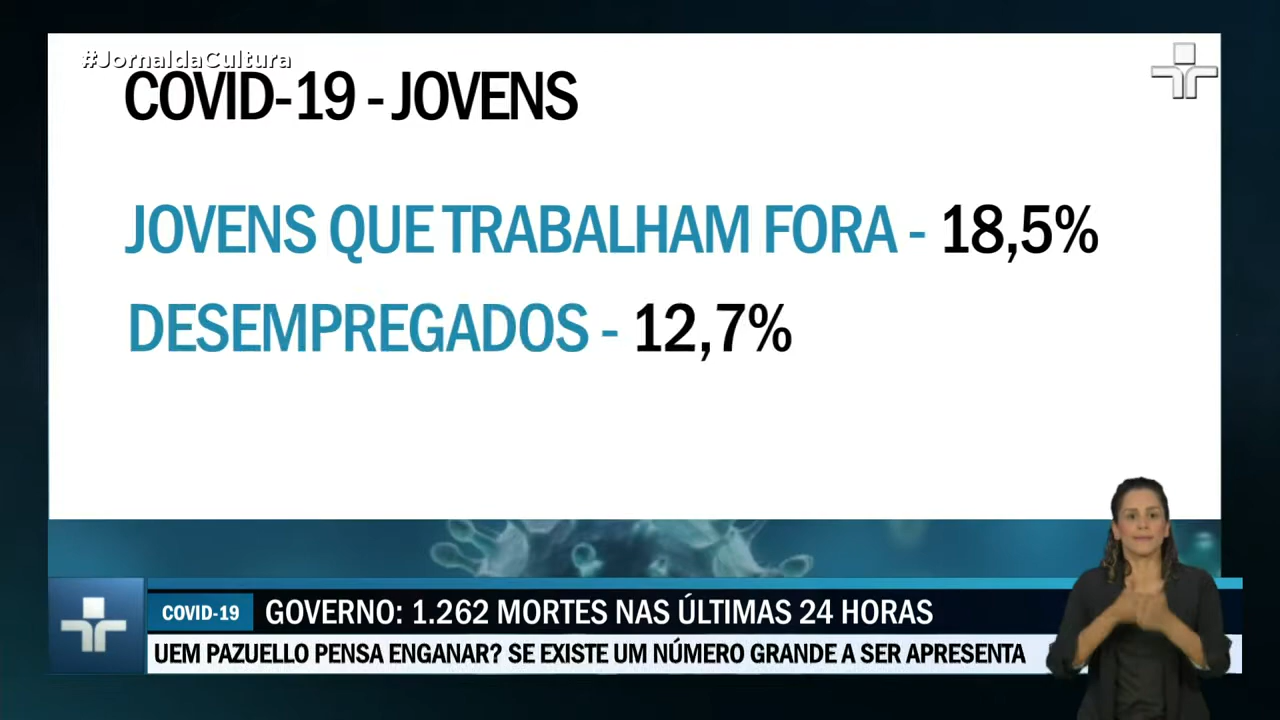 #JornaldaCultura
COVID-19 - JOVENS
JOVENS QUE TRABALHAM FORA - 18,5%
DESEMPREGADOS - 12,7%
COVID-19
GOVERNO: 1.262 MORTES NAS ÚLTIMAS 24 HORAS
UEM PAZUELLO PENSA ENGANAR? SE EXISTE UM NÚMERO GRANDE A SER APRESENTA